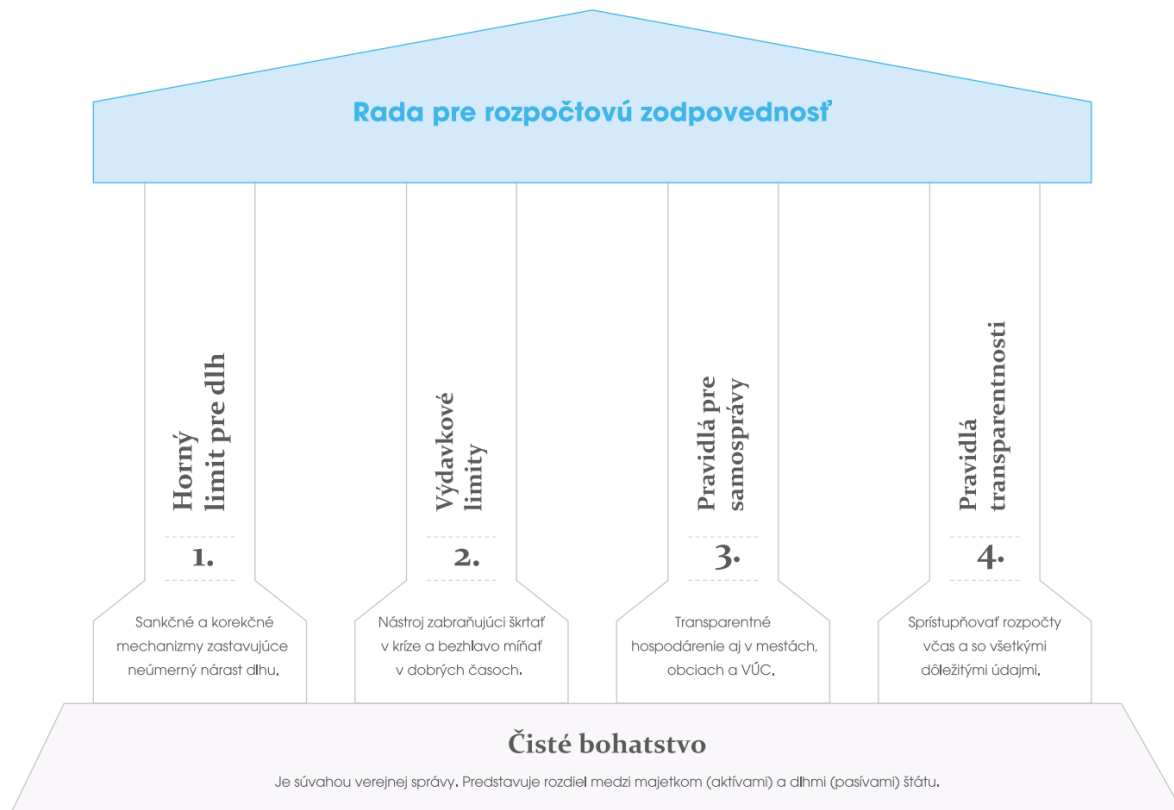 Rada pre rozpočtovú zodpovednosť
Horný
limit pre dlh
1.
Sankčné a korekčné
mechanizmy zastavujúce
neúmerný nárast dlhu.
Výdavkové
limity
2.
Nástroj zabraňujúci škrtať
v kríze a bezhlavo míňať
v dobrých časoch.
Pravidlá pre
samosprávy
3.
Transparentné
hospodárenie aj v mestách,
obciach a VÚC.
Pravidlá
transparentnosti
4.
Sprístupňovať rozpočty
včas a so všetkými
dôležitými údajmi.
Čisté bohatstvo
Je súvahou verejnej správy. Predstavuje rozdiel medzi majetkom (aktívami) a dlhmi (pasívami) štátu.